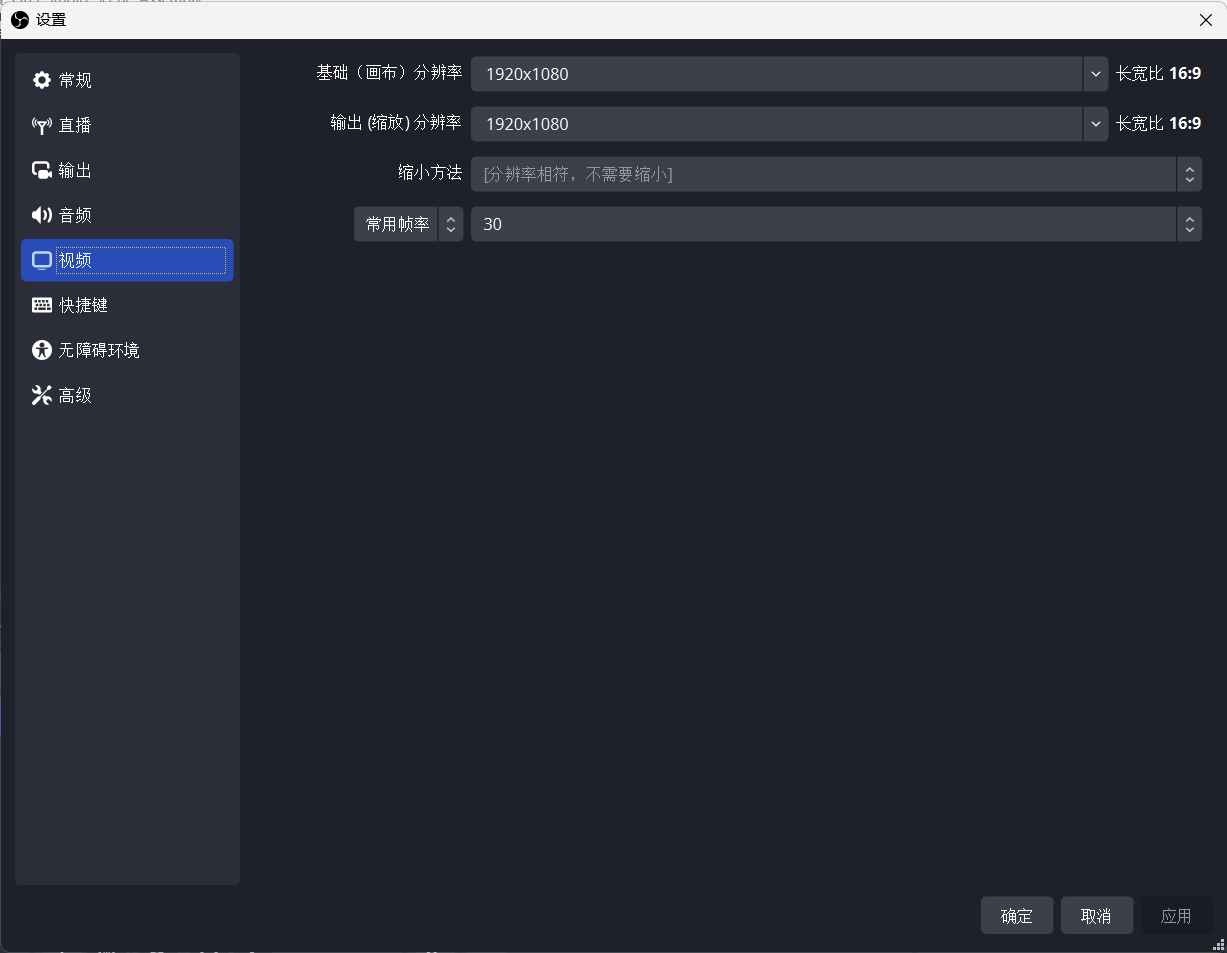 设置
常规
直播
输出
音频
视频
快捷键
无障碍环境
高级
基础（画布）分辨率 1920x1080 长宽比 16:9
输出 (缩放) 分辨率 1920x1080 长宽比 16:9
缩小方法 [分辨率相符，不需要缩小]
常用帧率 30
确定 取消 应用